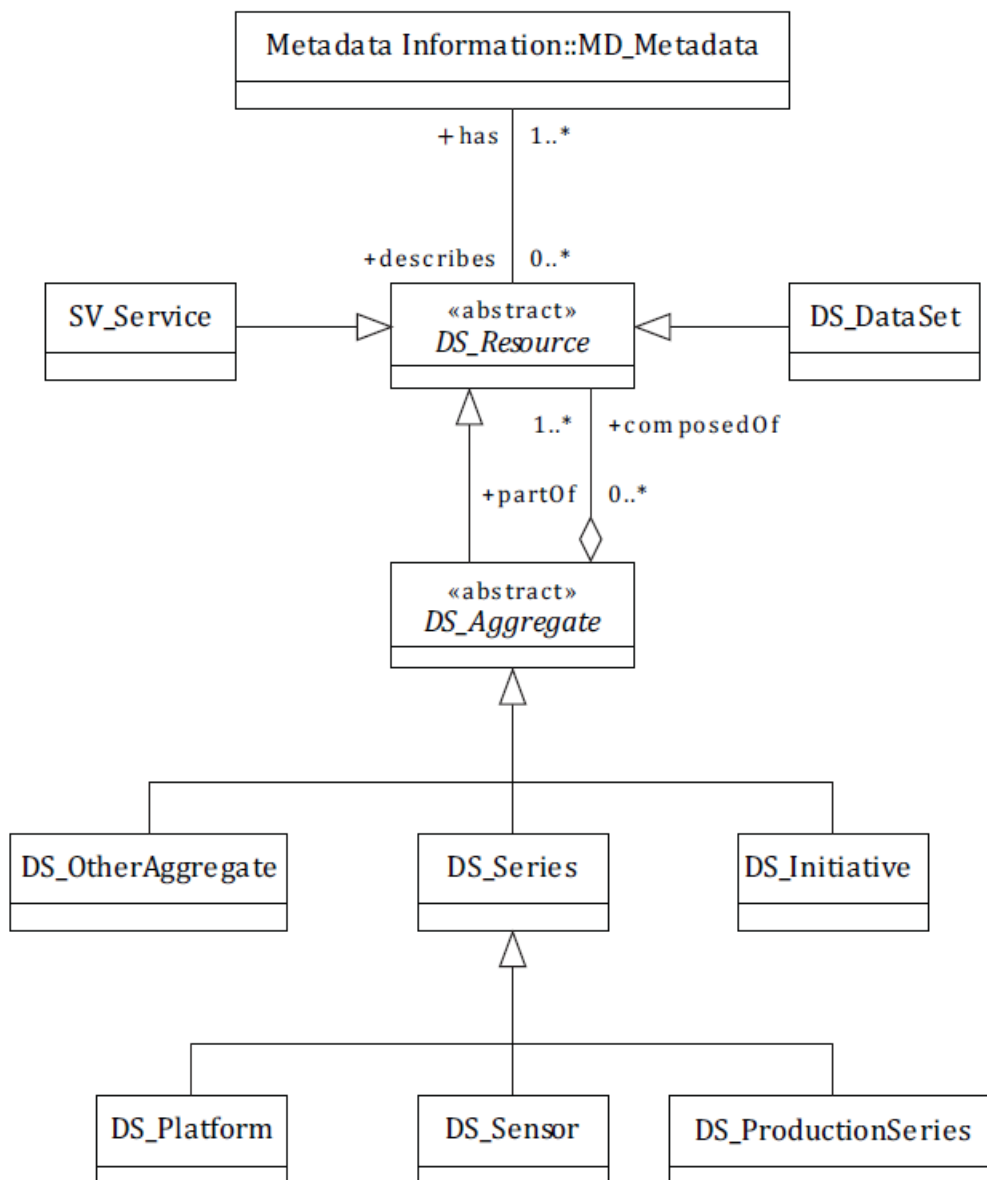 Metadata Information::MD_Metadata
+has 1..*
+describes 0..*
SV_Service
«abstract»
DS_Resource
DS_DataSet
1..* +composedOf
+partOf 0..*
«abstract»
DS_Aggregate
DS_OtherAggregate
DS_Series
DS_Initiative
DS_Platform
DS_Sensor
DS_ProductionSeries